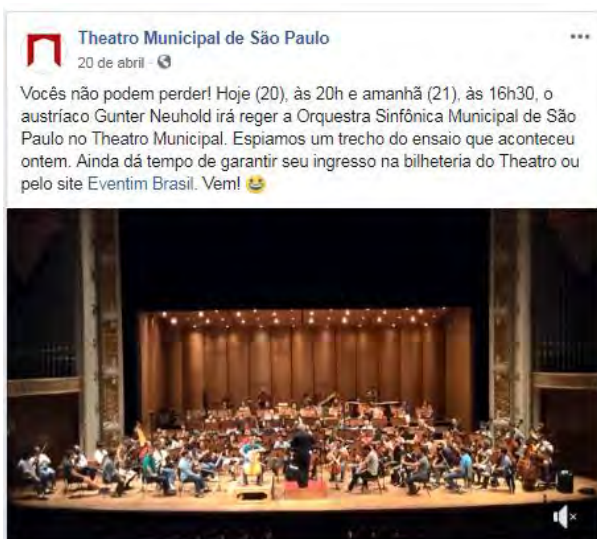 Theatro Municipal de São Paulo
20 de abril ·
Vocês não podem perder! Hoje (20), às 20h e amanhã (21), às 16h30, o
austríaco Gunter Neuhold irá reger a Orquestra Sinfônica Municipal de São
Paulo no Theatro Municipal. Espiamos um trecho do ensaio que aconteceu
ontem. Ainda dá tempo de garantir seu ingresso na bilheteria do Theatro ou
pelo site Eventim Brasil. Vem! 😂